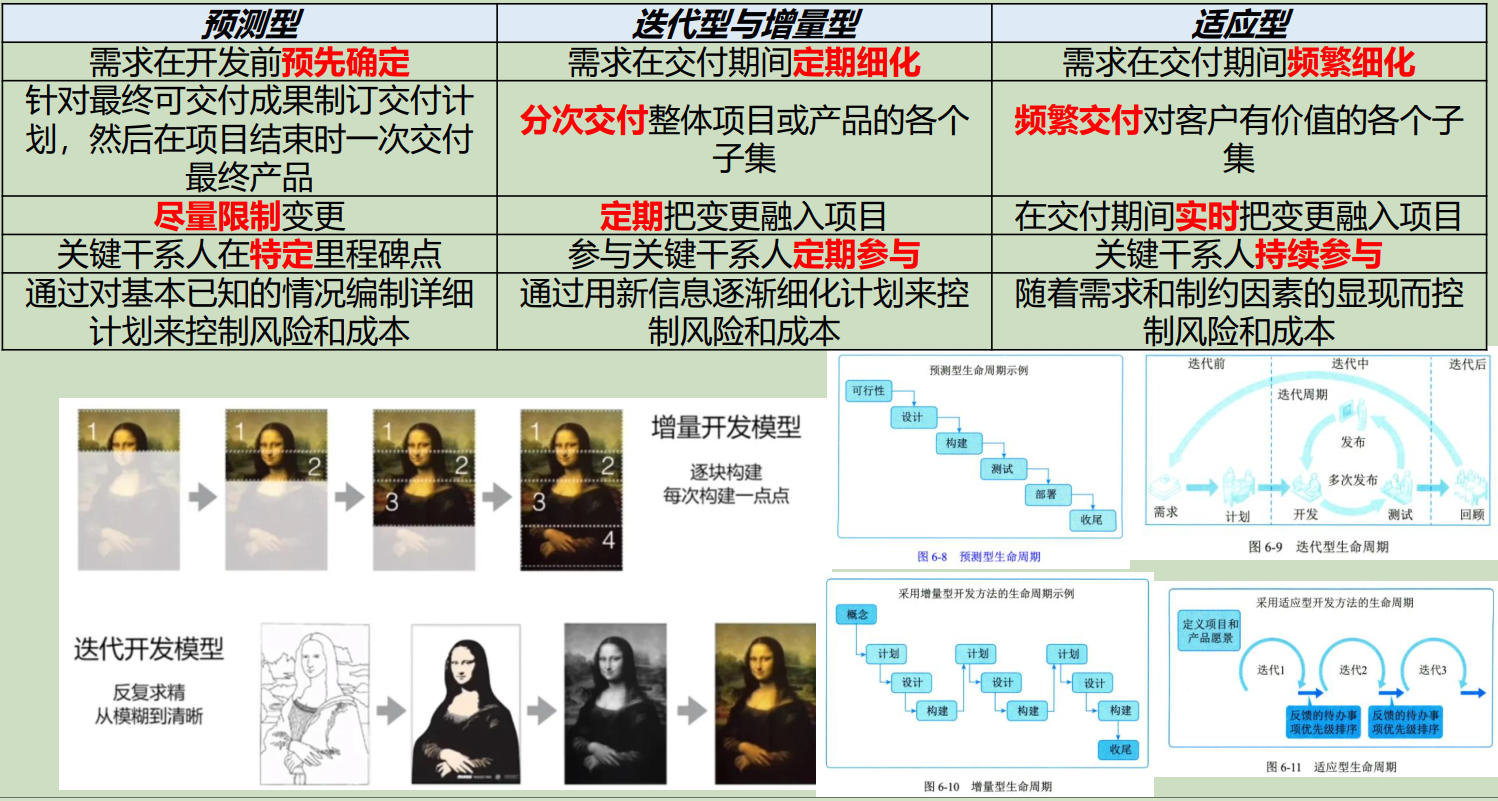 预测型
迭代型与增量型
适应型
需求在开发前预先确定
需求在交付期间定期细化
需求在交付期间频繁细化
针对最终可交付成果制订交付计
划，然后在项目结束时一次交付
最终产品
分次交付整体项目或产品的各个
子集
频繁交付对客户有价值的各个子
集
尽量限制变更
定期把变更融入项目
在交付期间实时把变更融入项目
关键干系人在特定里程碑点
参与关键干系人定期参与
关键干系人持续参与
通过对基本已知的情况编制详细
计划来控制风险和成本
通过用新信息逐渐细化计划来控
制风险和成本
随着需求和制约因素的显现而控
制风险和成本
1
1
2
1
2
3
1
2
3
4
增量开发模型
逐块构建
每次构建一点点
迭代开发模型
反复求精
从模糊到清晰
预测型生命周期示例
可行性
设计
构建
测试
部署
收尾
图 6-8 预测型生命周期
迭代前
迭代中
迭代后
迭代周期
发布
多次发布
需求
计划
开发
测试
回顾
图 6-9 迭代型生命周期
采用增量型开发方法的生命周期示例
概念
计划
设计
构建
计划
设计
构建
计划
设计
构建
收尾
图 6-10 增量型生命周期
采用适应型开发方法的生命周期
定义项目和
产品愿景
迭代1
迭代2
迭代3
反馈的待办事
项优先级排序
反馈的待办事
项优先级排序
图 6-11 适应型生命周期